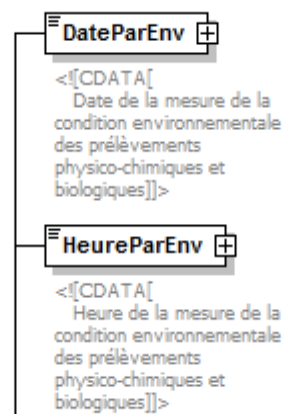 DateParEnv
<![CDATA[
Date de la mesure de la
condition environnementale
des prélèvements
physico-chimiques et
biologiques]]>
HeureParEnv
<![CDATA[
Heure de la mesure de la
condition environnementale
des prélèvements
physico-chimiques et
biologiques]]>